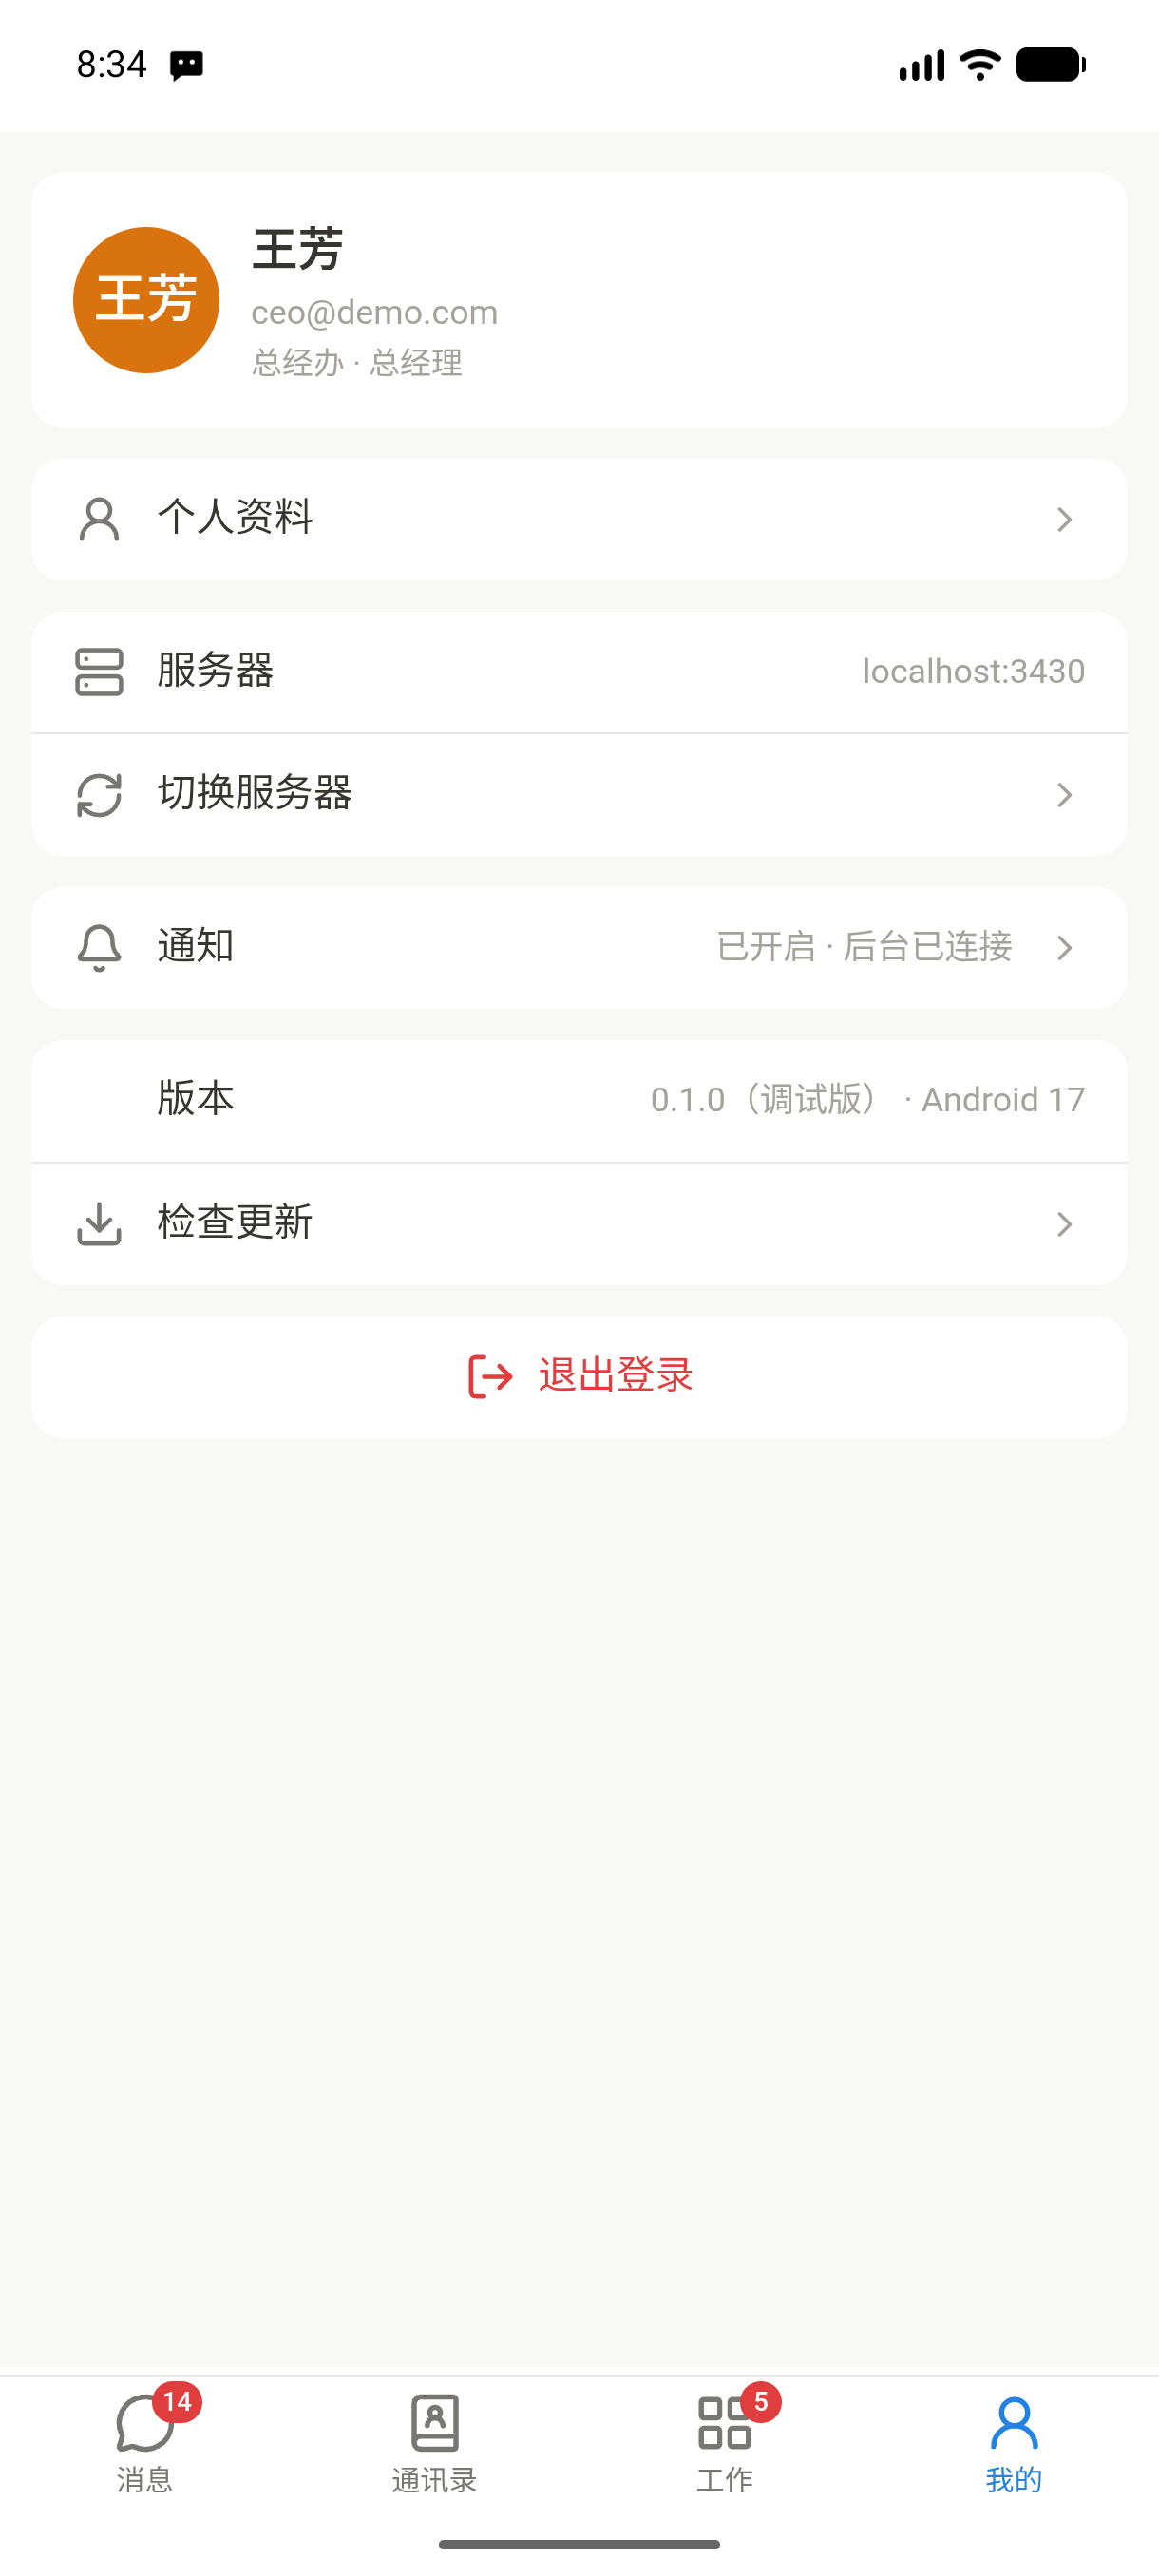 8:34
王芳
王芳
ceo@demo.com
总经办 · 总经理
个人资料
服务器 localhost:3430
切换服务器
通知 已开启 · 后台已连接
版本 0.1.0（调试版） · Android 17
检查更新
退出登录
14 5
消息 通讯录 工作 我的